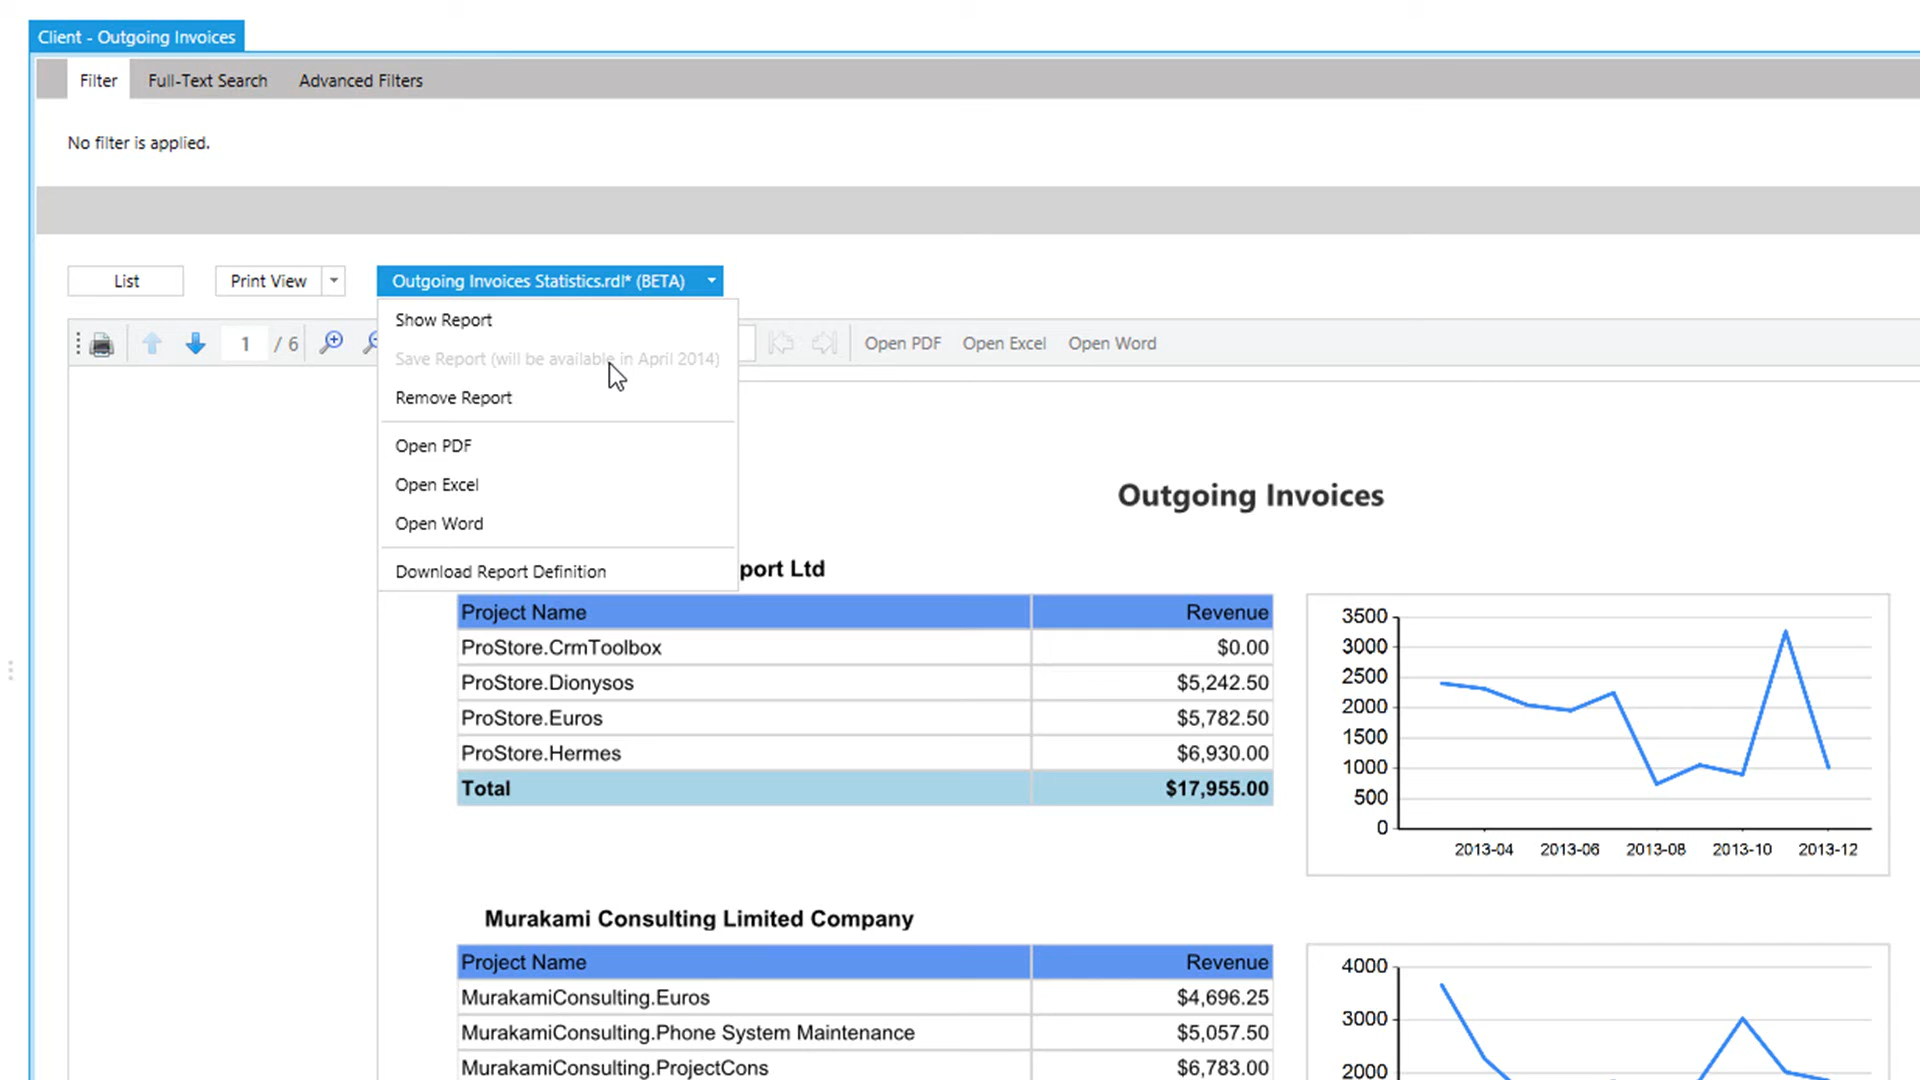 Client - Outgoing Invoices
Filter Full-Text Search Advanced Filters
No filter is applied.
List Print View Outgoing Invoices Statistics.rdl* (BETA)
1 / 6 Open PDF Open Excel Open Word
Show Report
Save Report (will be available in April 2014)
Remove Report
Open PDF
Open Excel
Open Word
Download Report Definition
Outgoing Invoices
port Ltd
Project Name Revenue
ProStore.CrmToolbox $0.00
ProStore.Dionysos $5,242.50
ProStore.Euros $5,782.50
ProStore.Hermes $6,930.00
Total $17,955.00
3500
3000
2500
2000
1500
1000
500
0
2013-04 2013-06 2013-08 2013-10 2013-12
Murakami Consulting Limited Company
Project Name Revenue
MurakamiConsulting.Euros $4,696.25
MurakamiConsulting.Phone System Maintenance $5,057.50
MurakamiConsulting.ProjectCons $6,783.00
4000
3000
2000